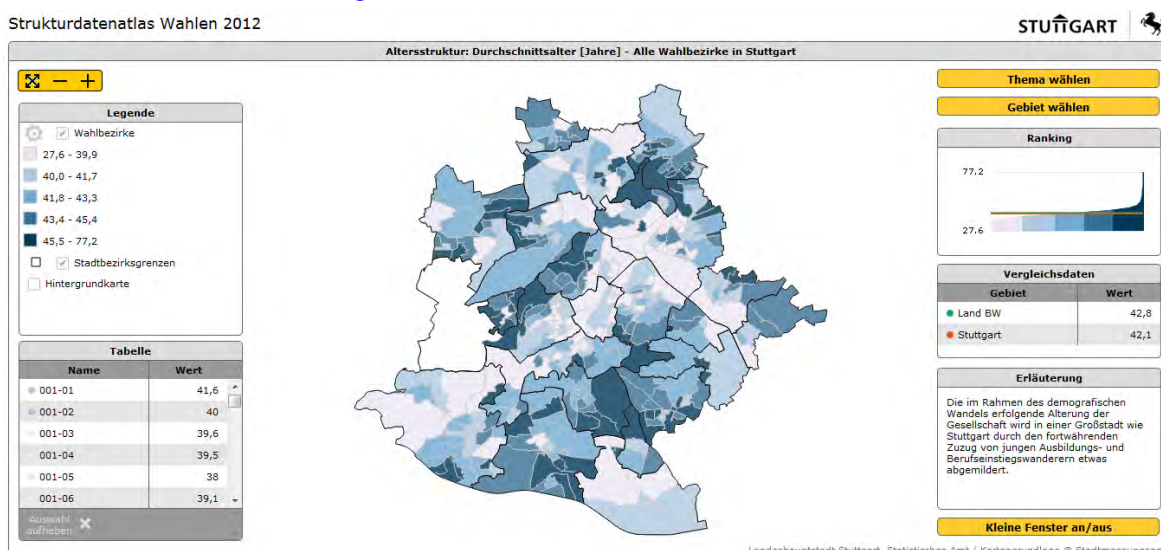 Strukturdatenatlas Wahlen 2012
STUTTGART
Altersstruktur: Durchschnittsalter [Jahre] - Alle Wahlbezirke in Stuttgart
Legende
Wahlbezirke
27,6 - 39,9
40,0 - 41,7
41,8 - 43,3
43,4 - 45,4
45,5 - 77,2
Stadtbezirksgrenzen
Hintergrundkarte
Tabelle
Name Wert
001-01 41,6
001-02 40
001-03 39,6
001-04 39,5
001-05 38
001-06 39,1
Auswahl
aufheben
Thema wählen
Gebiet wählen
Ranking
77.2
27.6
Vergleichsdaten
Gebiet Wert
Land BW 42,8
Stuttgart 42,1
Erläuterung
Die im Rahmen des demografischen
Wandels erfolgende Alterung der
Gesellschaft wird in einer Großstadt wie
Stuttgart durch den fortwährenden
Zuzug von jungen Ausbildungs- und
Berufseinstiegswanderern etwas
abgemildert.
Kleine Fenster an/aus